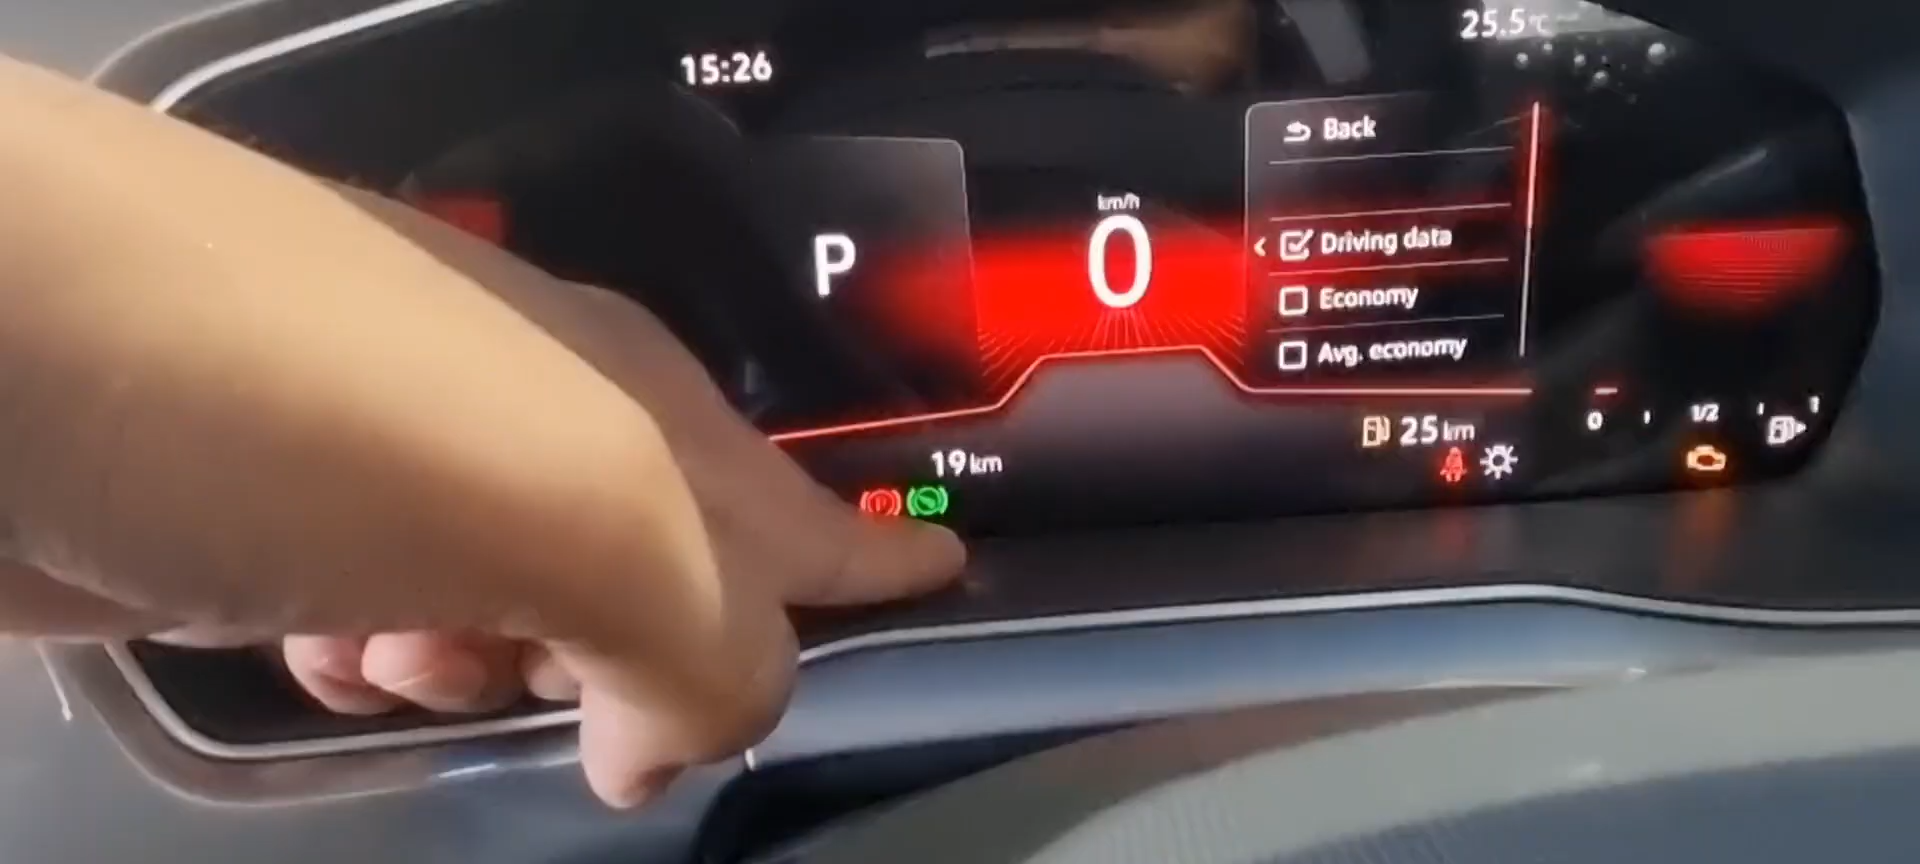 15:26
25.5°C
Back
P
km/h
0
Driving data
Economy
Avg. economy
0
1/2
1
25 km
19 km
P